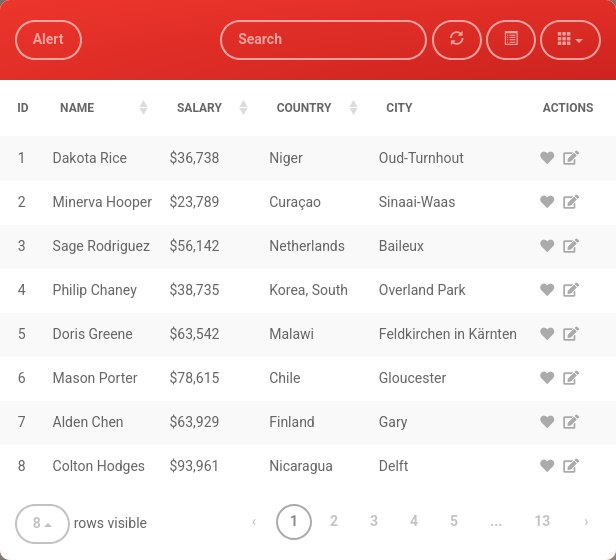 Alert Search
ID NAME SALARY COUNTRY CITY ACTIONS
1 Dakota Rice $36,738 Niger Oud-Turnhout
2 Minerva Hooper $23,789 Curaçao Sinaai-Waas
3 Sage Rodriguez $56,142 Netherlands Baileux
4 Philip Chaney $38,735 Korea, South Overland Park
5 Doris Greene $63,542 Malawi Feldkirchen in Kärnten
6 Mason Porter $78,615 Chile Gloucester
7 Alden Chen $63,929 Finland Gary
8 Colton Hodges $93,961 Nicaragua Delft
8 rows visible ‹ 1 2 3 4 5 ... 13 ›